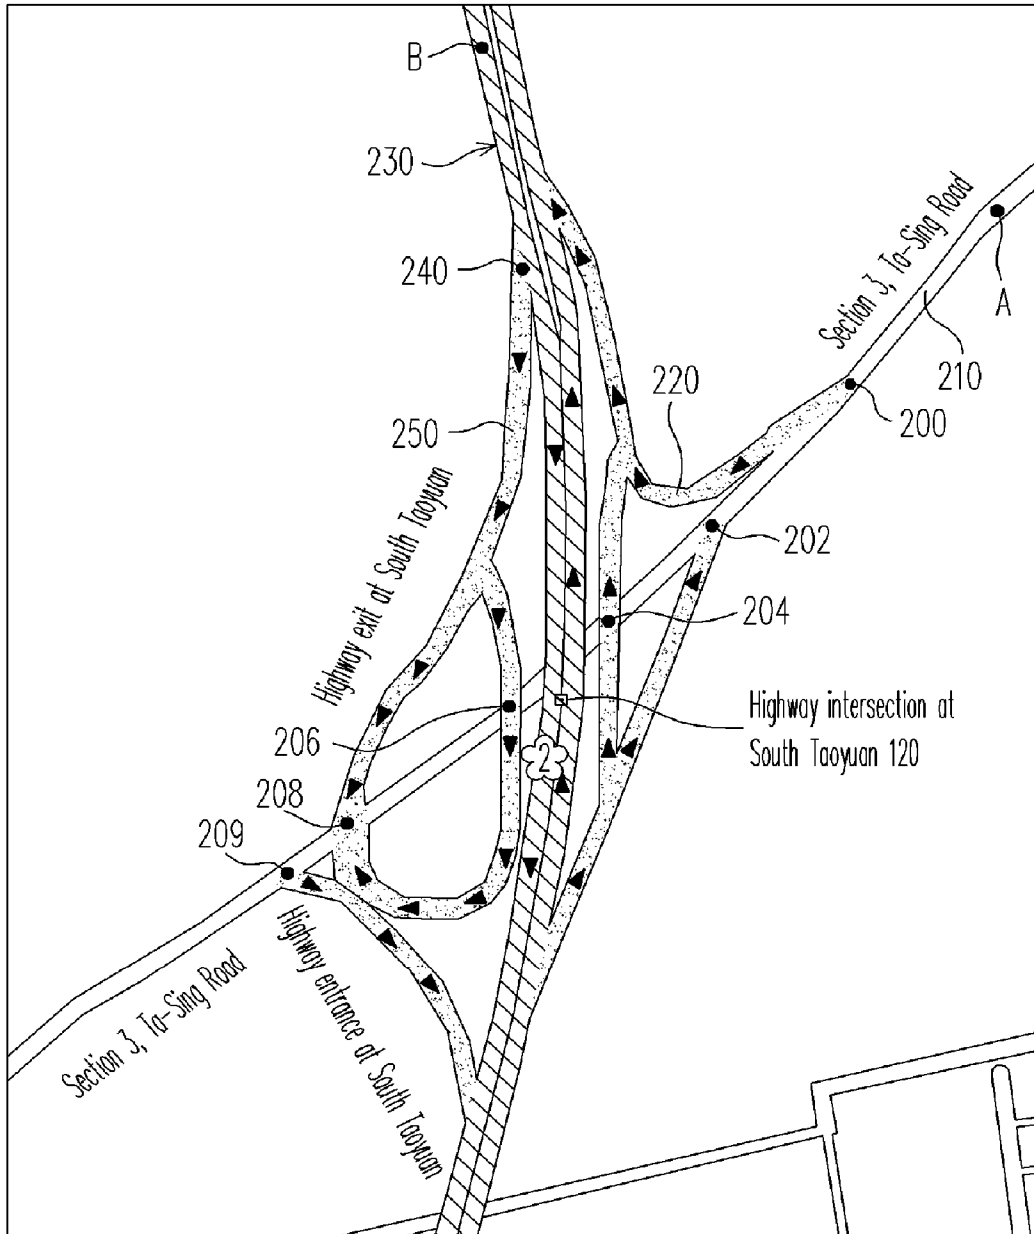 B
230
Section 3, Ta-Sing Road
A
240
210
220
200
250
202
Highway exit at South Taoyuan
204
206
Highway intersection at
South Taoyuan 120
2
208
209
Highway entrance at South Taoyuan
Section 3, Ta-Sing Road